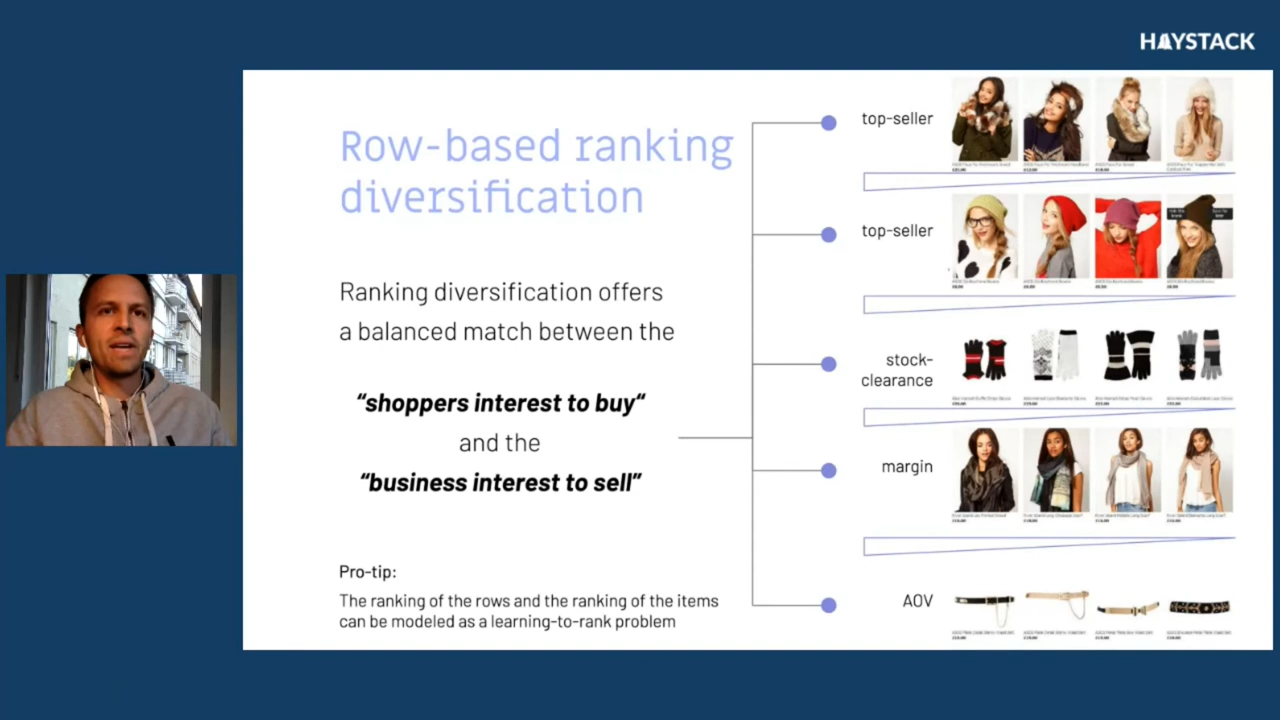 HAYSTACK
Row-based ranking
diversification
Ranking diversification offers
a balanced match between the
“shoppers interest to buy“
and the
“business interest to sell”
Pro-tip:
The ranking of the rows and the ranking of the items
can be modeled as a learning-to-rank problem
top-seller
top-seller
stock-
clearance
margin
AOV